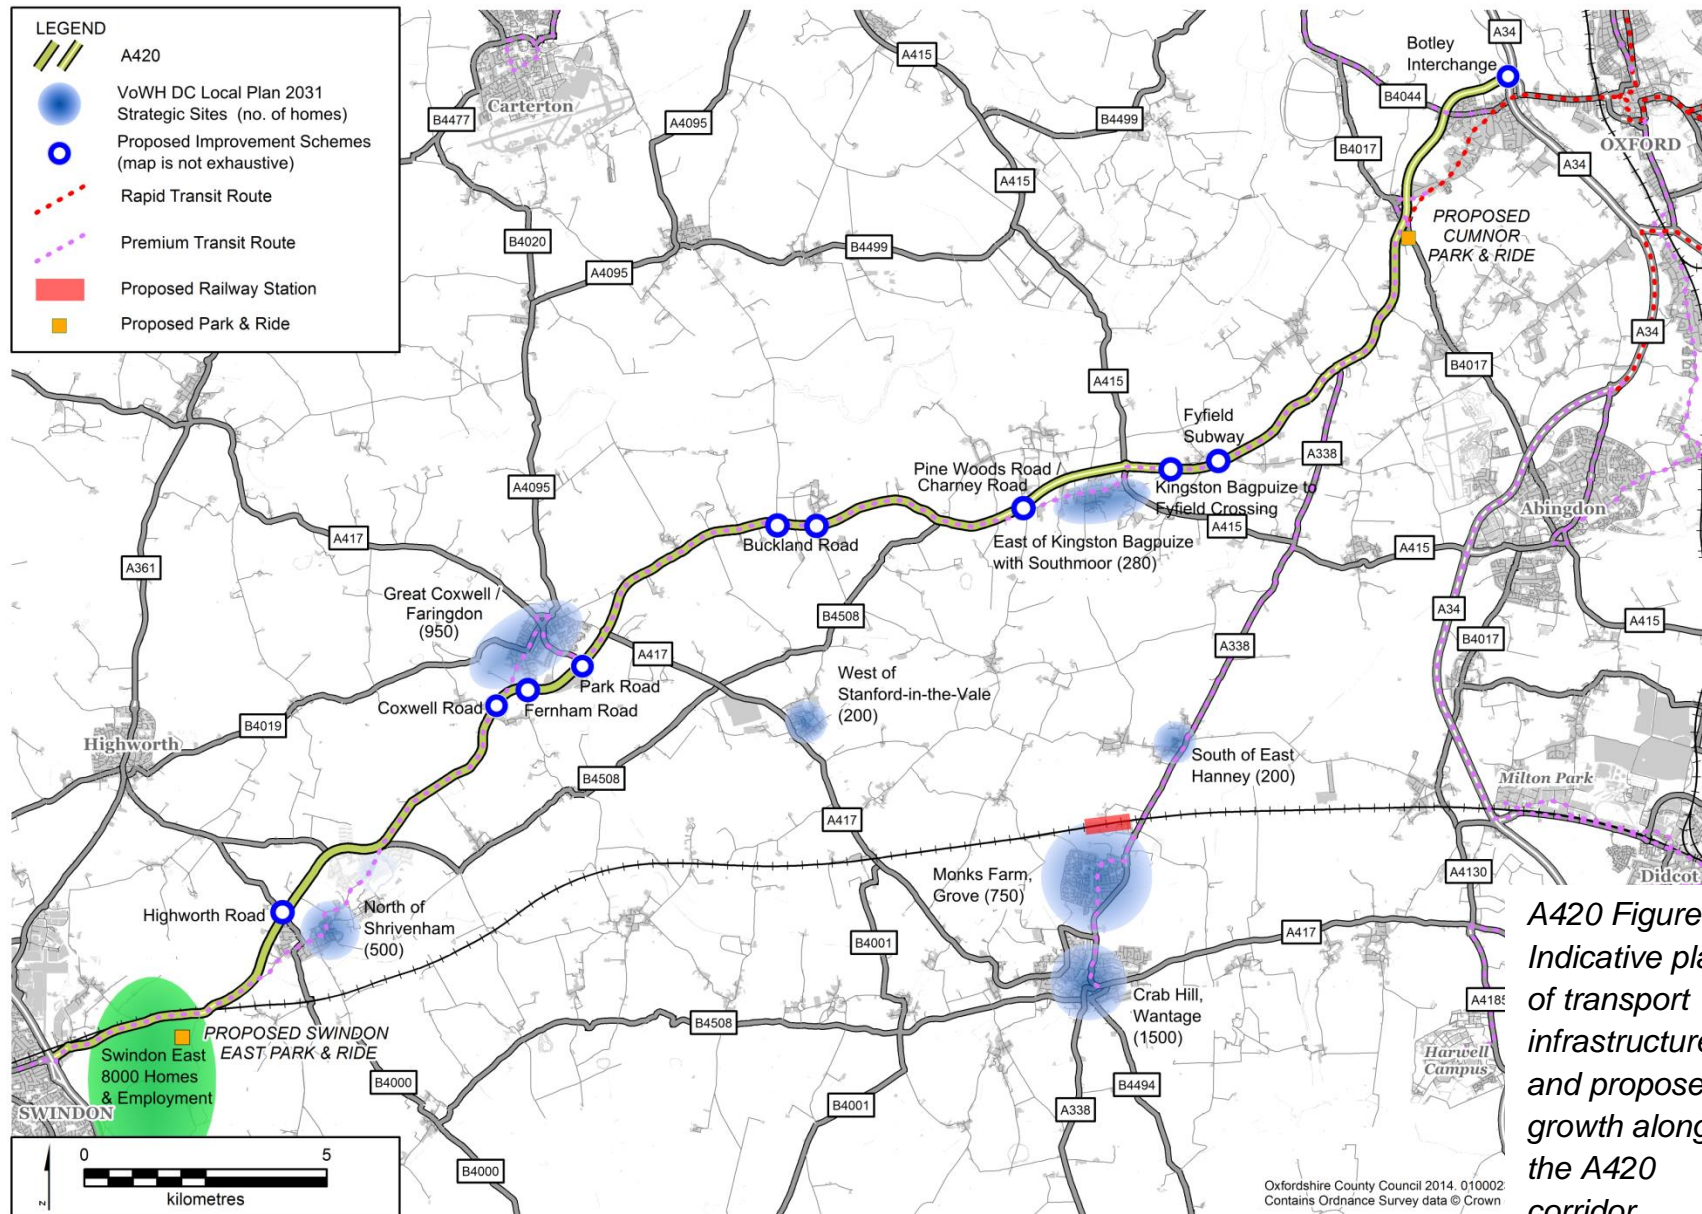 LEGEND
A420
VoWH DC Local Plan 2031
Strategic Sites (no. of homes)
Proposed Improvement Schemes
(map is not exhaustive)
Rapid Transit Route
Premium Transit Route
Proposed Railway Station
Proposed Park & Ride
Carterton
B4477
A415
A4095
B4499
A415
B4020
A4095
B4499
Botley
Interchange
A34
B4044
B4017
A34
OXFORD
PROPOSED
CUMNOR
PARK & RIDE
A34
B4017
A415
Fyfield
Subway
A338
Pine Woods Road /
Charney Road
Kingston Bagpuize to
Fyfield Crossing
A415
East of Kingston Bagpuize
with Southmoor (280)
Abingdon
A415
A4095
A417
Buckland Road
A361
Great Coxwell /
Faringdon
(950)
B4508
A34
B4017
A415
A338
A417
Park Road
West of
Stanford-in-the-Vale
(200)
Coxwell Road
Fernham Road
B4019
Highworth
South of East
Hanney (200)
B4508
Milton Park
A417
Monks Farm,
Grove (750)
A4130
Didcot
Highworth Road
North of
Shrivenham
(500)
B4001
A417
Crab Hill,
Wantage
(1500)
A4185
B4508
PROPOSED SWINDON
EAST PARK & RIDE
Swindon East
8000 Homes
& Employment
Harwell
Campus
B4000
B4494
SWINDON
B4001
A338
B4000
0 5
kilometres
N
Oxfordshire County Council 2014. 010002
Contains Ordnance Survey data © Crown
A420 Figure
Indicative pla
of transport
infrastructure
and propose
growth along
the A420
corridor